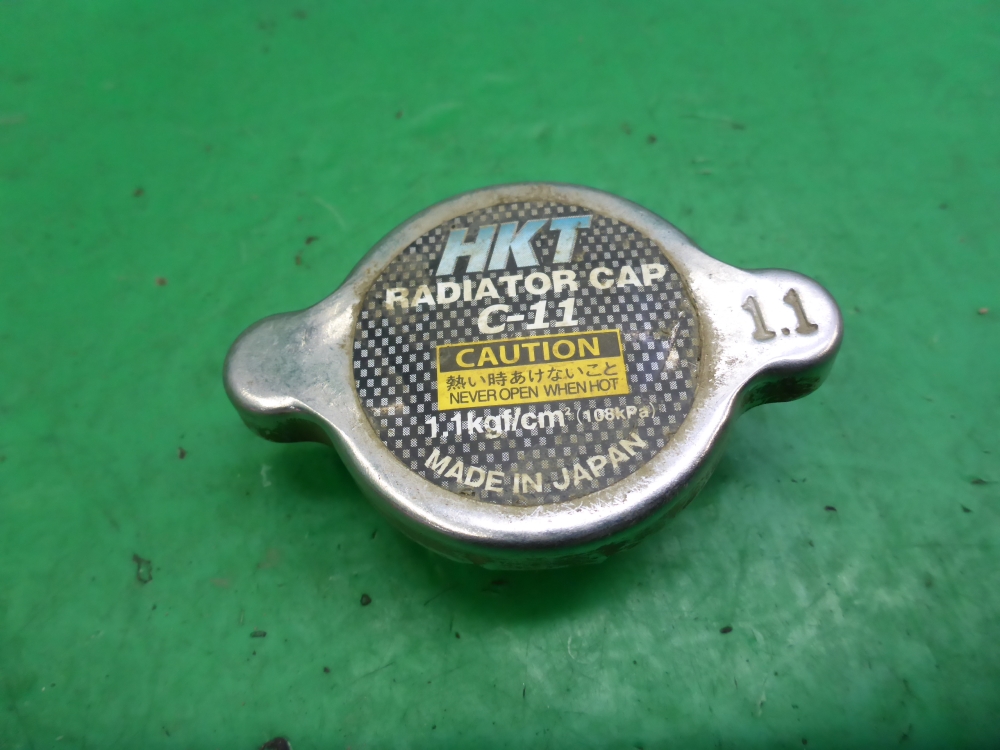 HKT
RADIATOR CAP
C-11
CAUTION
熱い時あけないこと
NEVER OPEN WHEN HOT
1.1kgf/cm² (108kPa)
MADE IN JAPAN
1.1